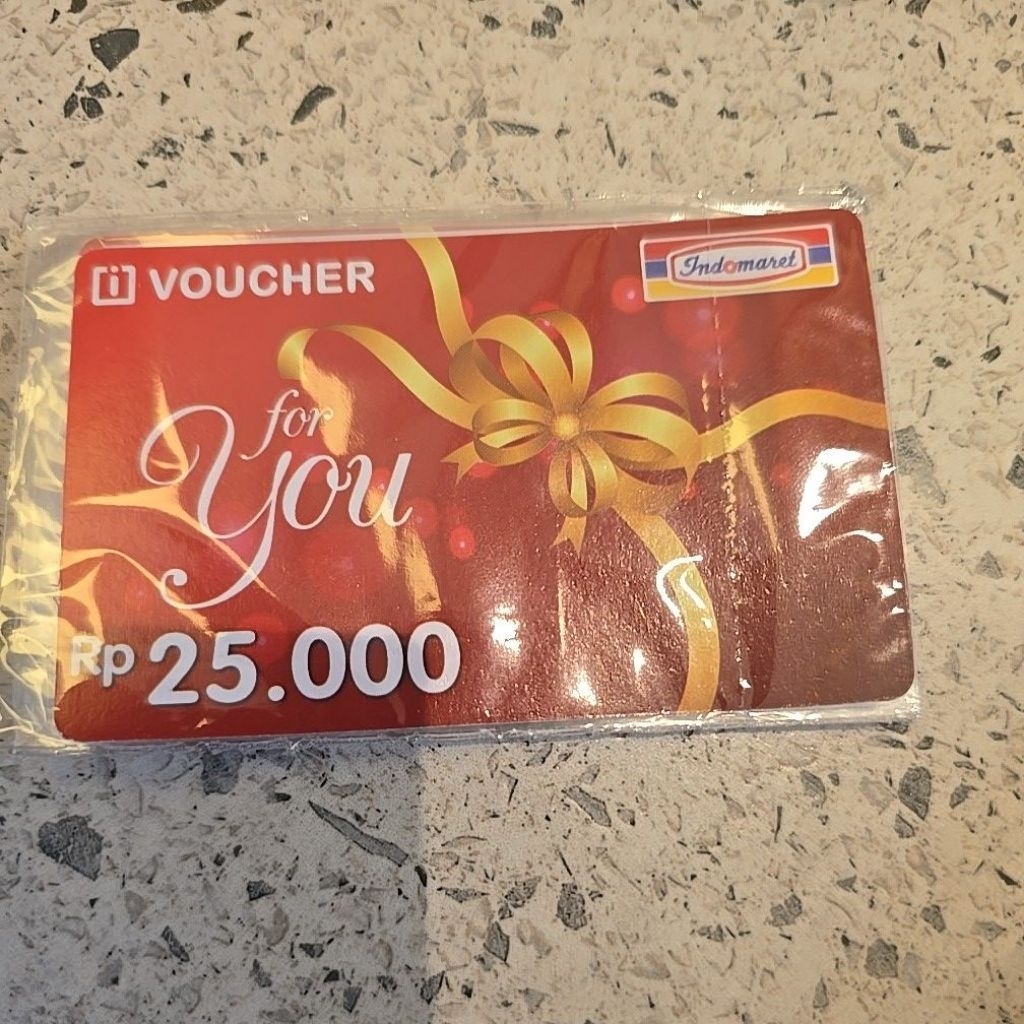 [i] VOUCHER
Indomaret
for
You
Rp 25.000